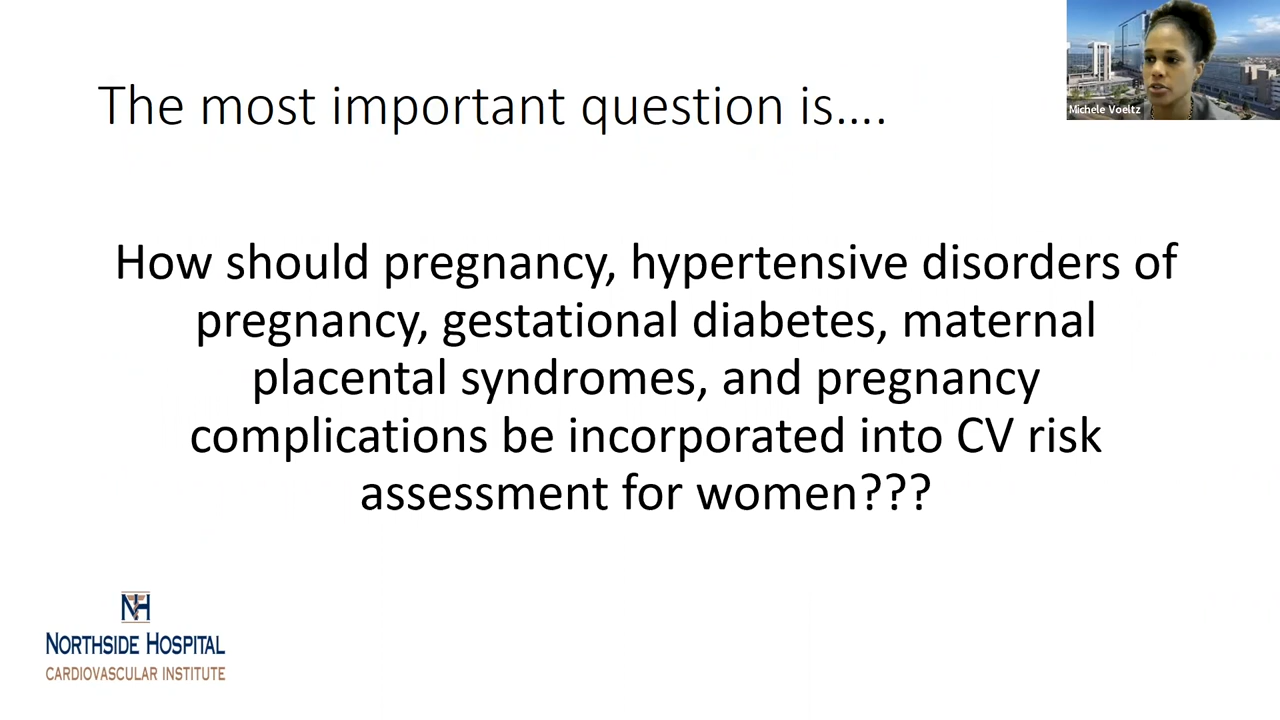 The most important question is....
Michele Voeltz
How should pregnancy, hypertensive disorders of
pregnancy, gestational diabetes, maternal
placental syndromes, and pregnancy
complications be incorporated into CV risk
assessment for women???
NH
NORTHSIDE HOSPITAL
CARDIOVASCULAR INSTITUTE